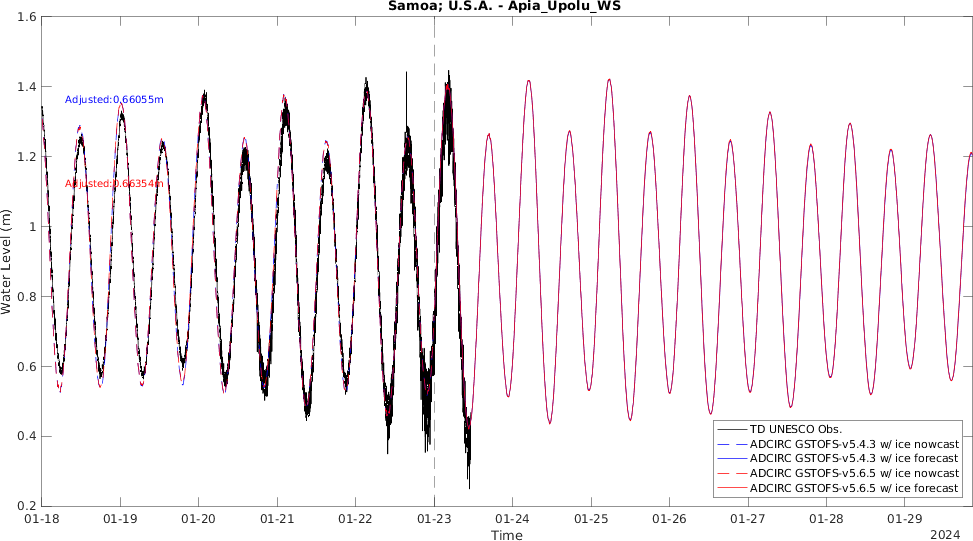 Samoa; U.S.A. - Apia_Upolu_WS
1.6
1.4
1.2
1
0.8
0.6
0.4
0.2
Water Level (m)
Adjusted:0.66055m
Adjusted:0.66354m
TD UNESCO Obs.
ADCIRC GSTOFS-v5.4.3 w/ ice nowcast
ADCIRC GSTOFS-v5.4.3 w/ ice forecast
ADCIRC GSTOFS-v5.6.5 w/ ice nowcast
ADCIRC GSTOFS-v5.6.5 w/ ice forecast
01-18 01-19 01-20 01-21 01-22 01-23 01-24 01-25 01-26 01-27 01-28 01-29
Time
2024